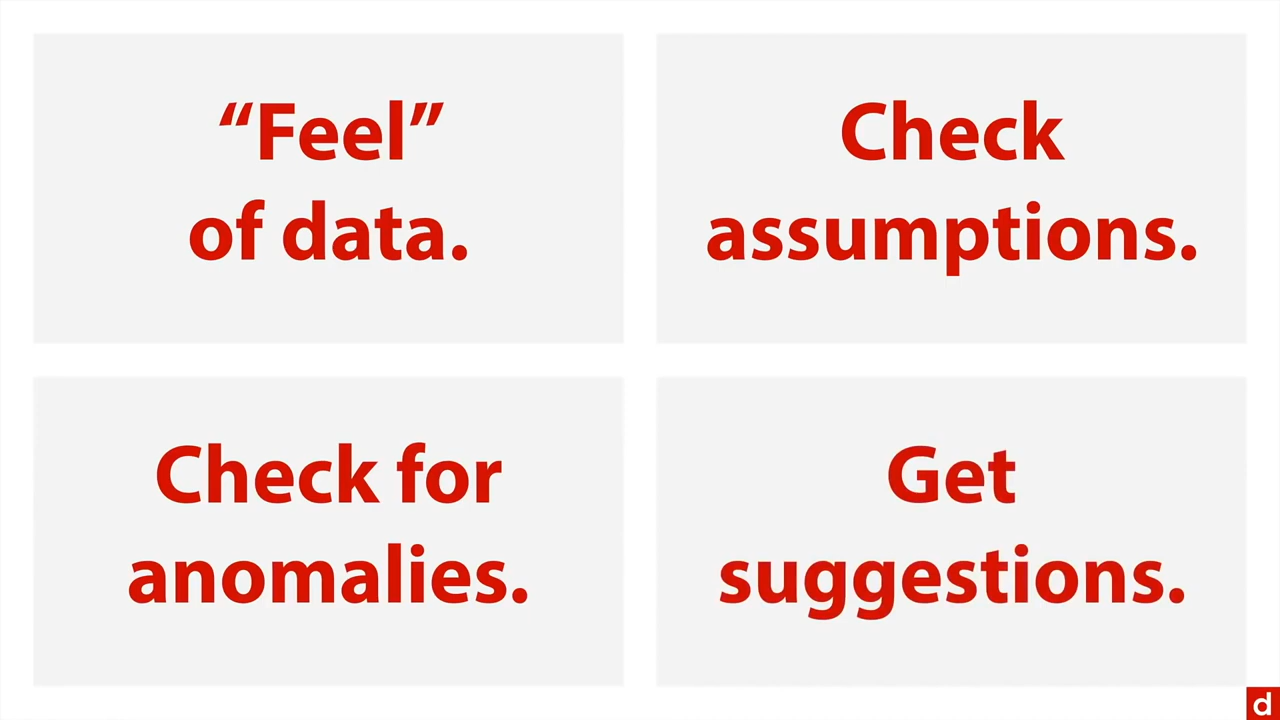 “Feel”
of data.
Check
assumptions.
Check for
anomalies.
Get
suggestions.
d